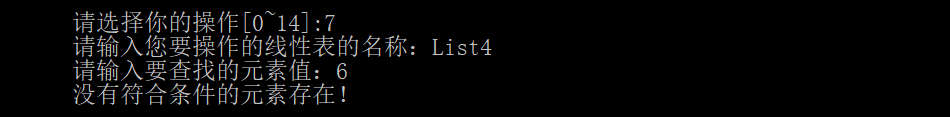 请选择你的操作[0~14]:7
请输入您要操作的线性表的名称：List4
请输入要查找的元素值：6
没有符合条件的元素存在！